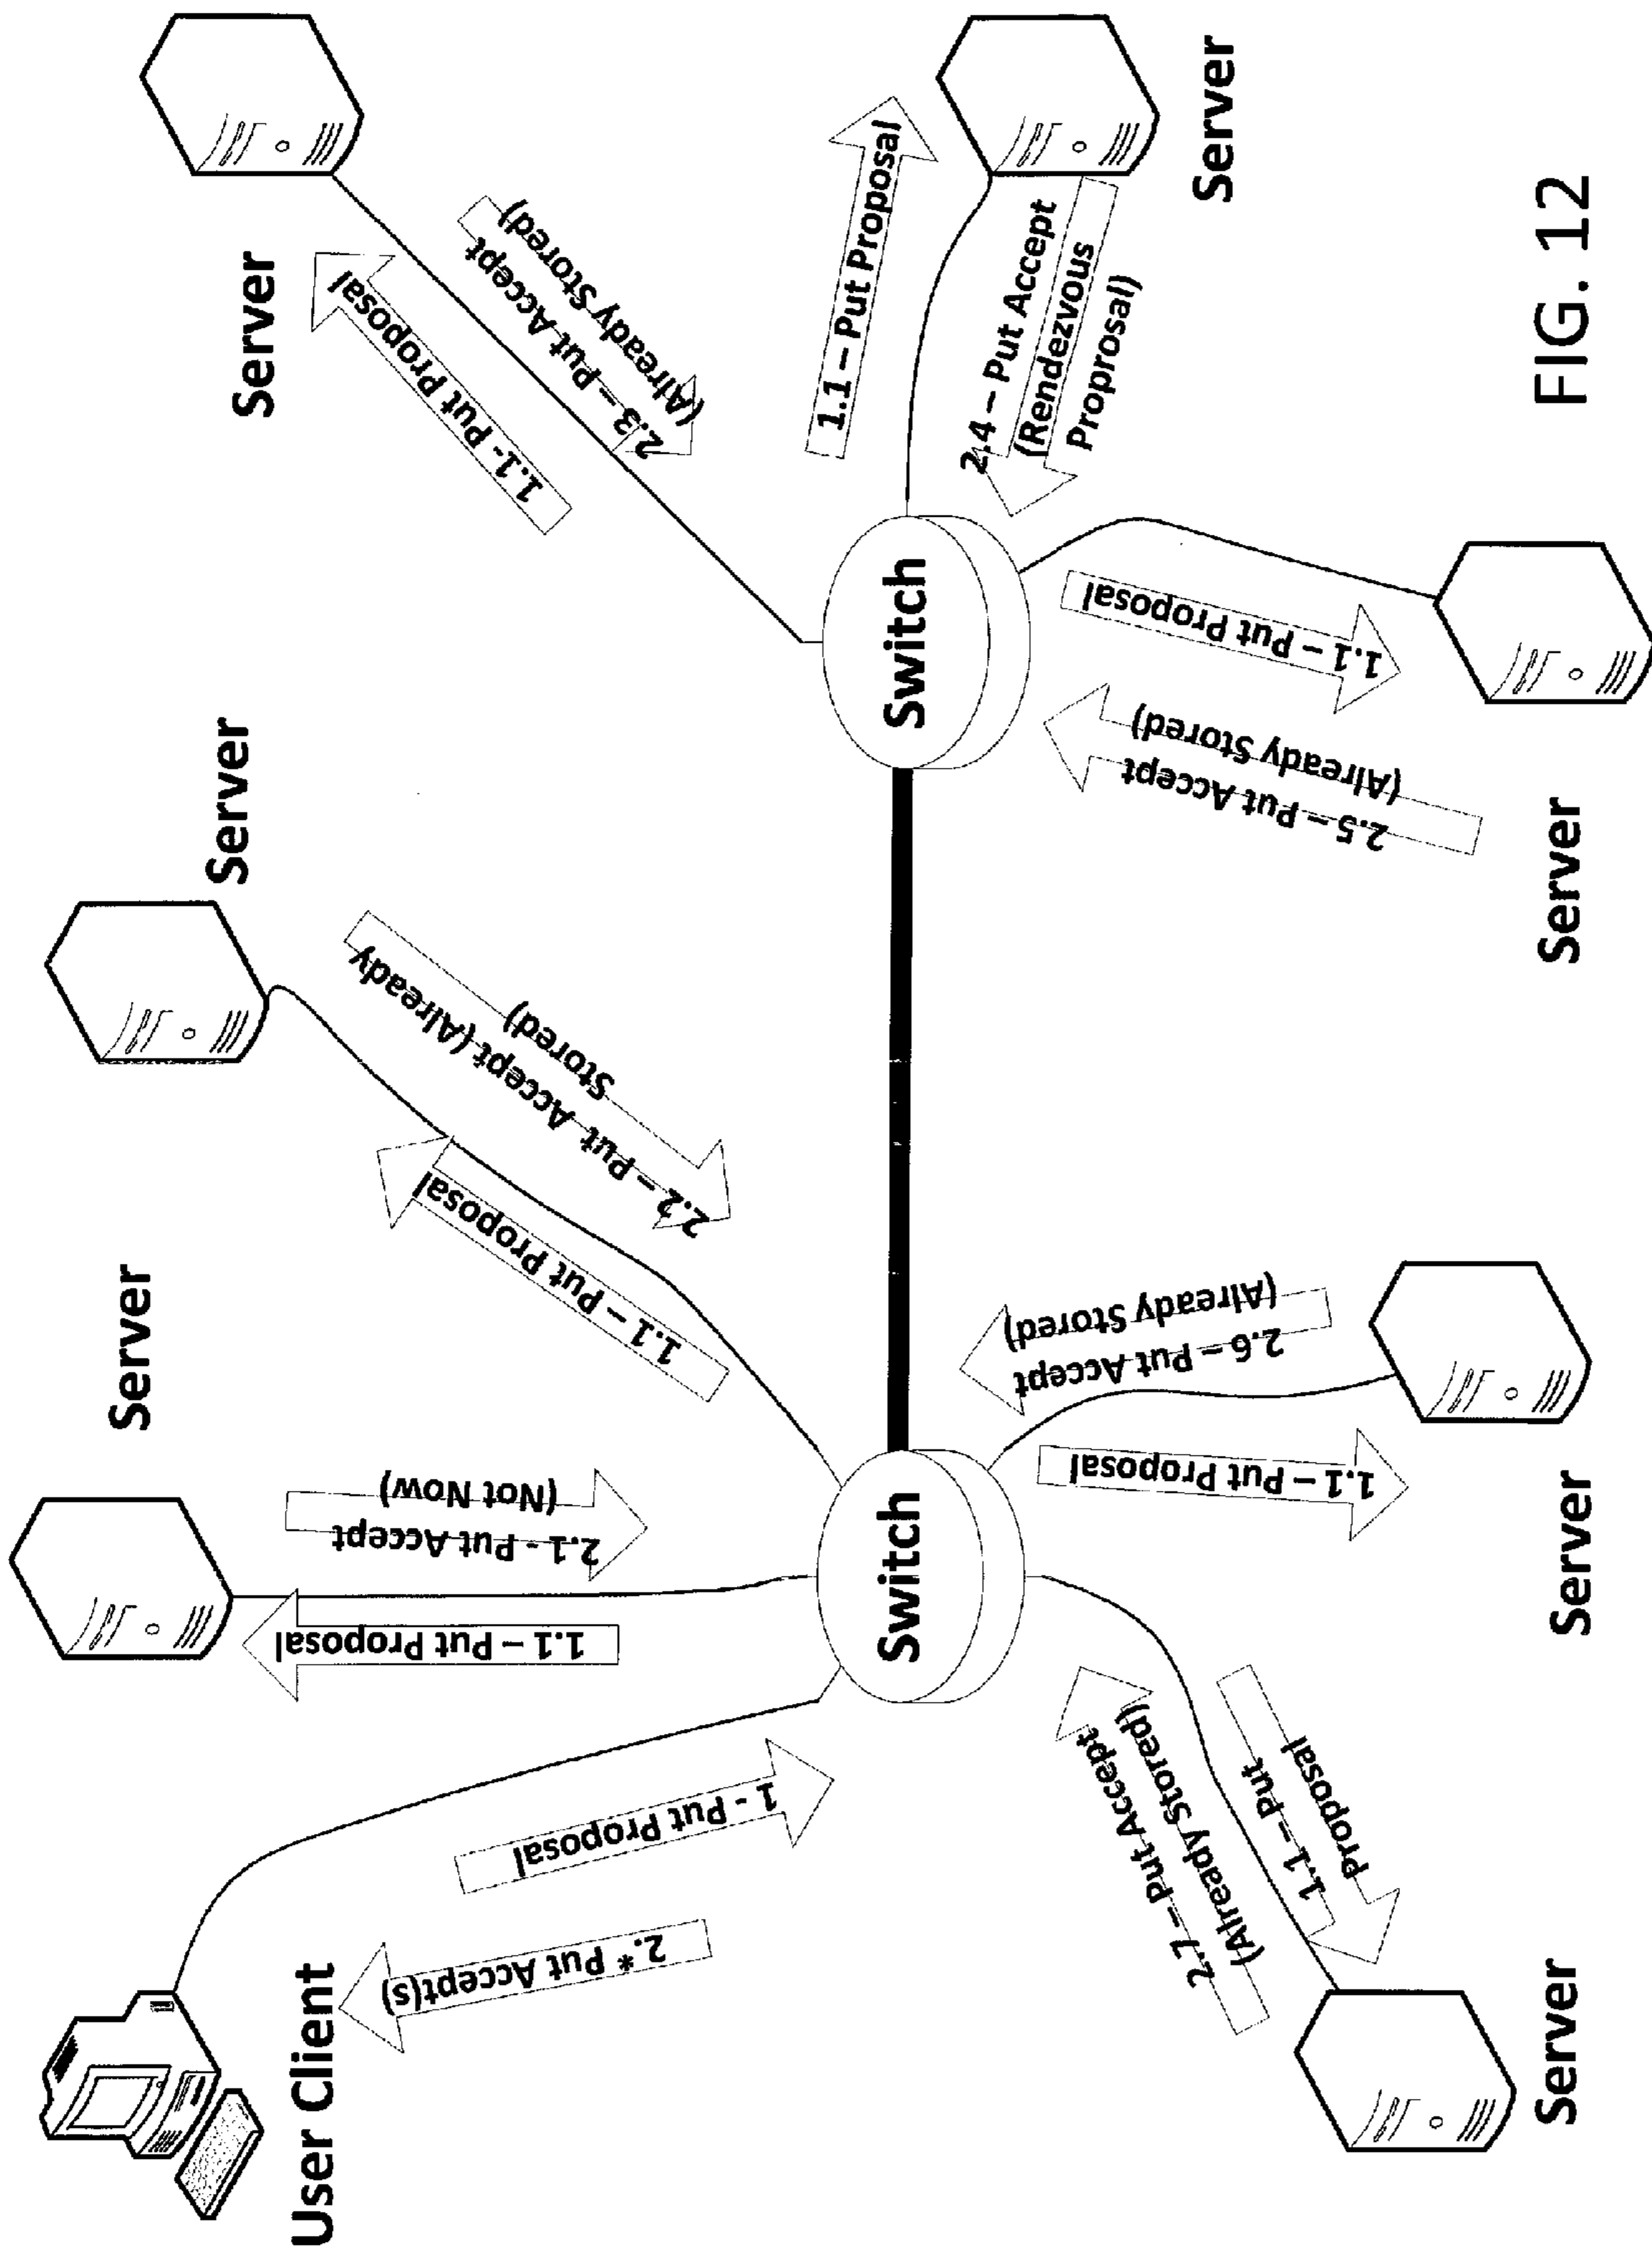 User Client
2.* Put Accept(s)
1 - Put Proposal
1.1 – Put Proposal
2.1 - Put Accept
(Not Now)
Server
1.1 – Put Proposal
2.2 – Put Accept (Already
Stored)
Server
1.1- Put Proposal
2.3 – Put Accept
(Already Stored)
Server
Switch
Switch
1.1 – Put Proposal
2.4 – Put Accept
(Rendezvous
Proprosal)
Server
2.7 – Put Accept
(Already Stored)
1.1 – Put
Proposal
Server
1.1 – Put Proposal
2.6 – Put Accept
(Already Stored)
Server
2.5 – Put Accept
(Already Stored)
1.1 – Put Proposal
Server
FIG. 12